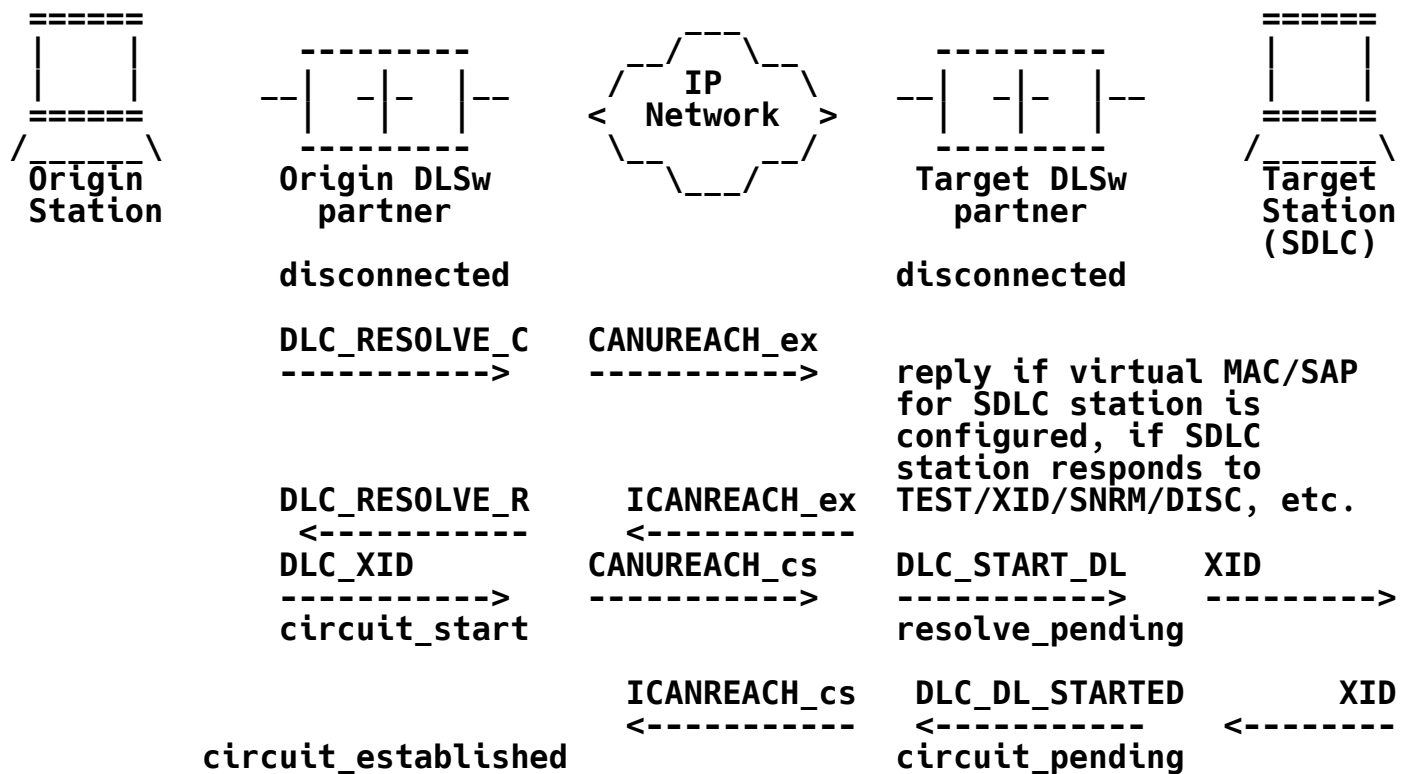 IP
Network
Origin Origin DLSw Target DLSw Target
Station partner partner Station
(SDLC)
disconnected disconnected
DLC_RESOLVE_C CANUREACH_ex
-----------> -----------> reply if virtual MAC/SAP
for SDLC station is
configured, if SDLC
station responds to
DLC_RESOLVE_R ICANREACH_ex TEST/XID/SNRM/DISC, etc.
<----------- <-----------
DLC_XID CANUREACH_cs DLC_START_DL XID
-----------> -----------> -----------> --------->
circuit_start resolve_pending
ICANREACH_cs DLC_DL_STARTED XID
<----------- <----------- <--------
circuit_established circuit_pending